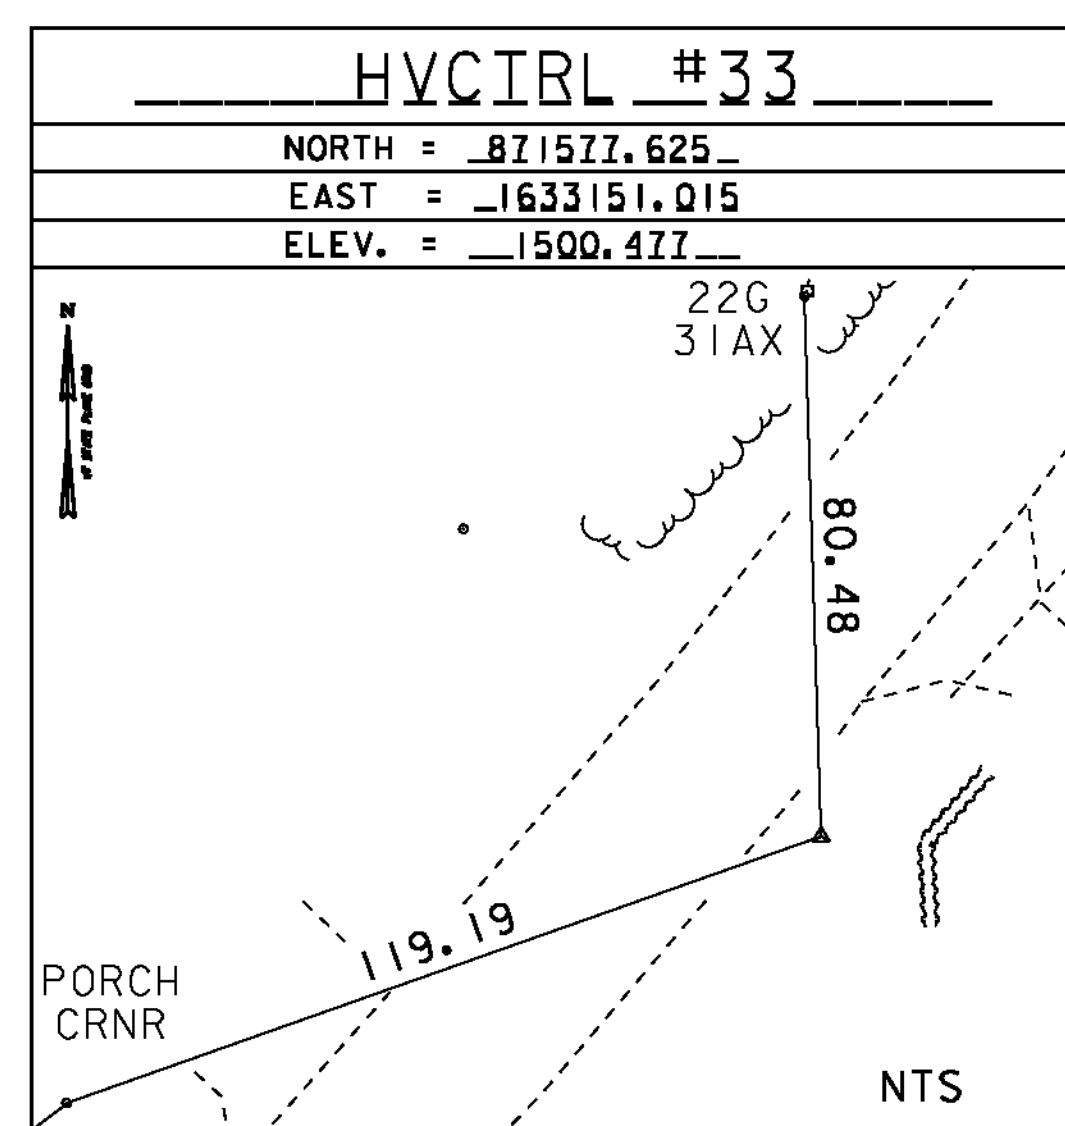 HVCTRL #33
NORTH = 871577.625
EAST = 1633151.015
ELEV. = 1500.477
22G
31AX
N
80.48
119.19
PORCH
CRNR
NTS